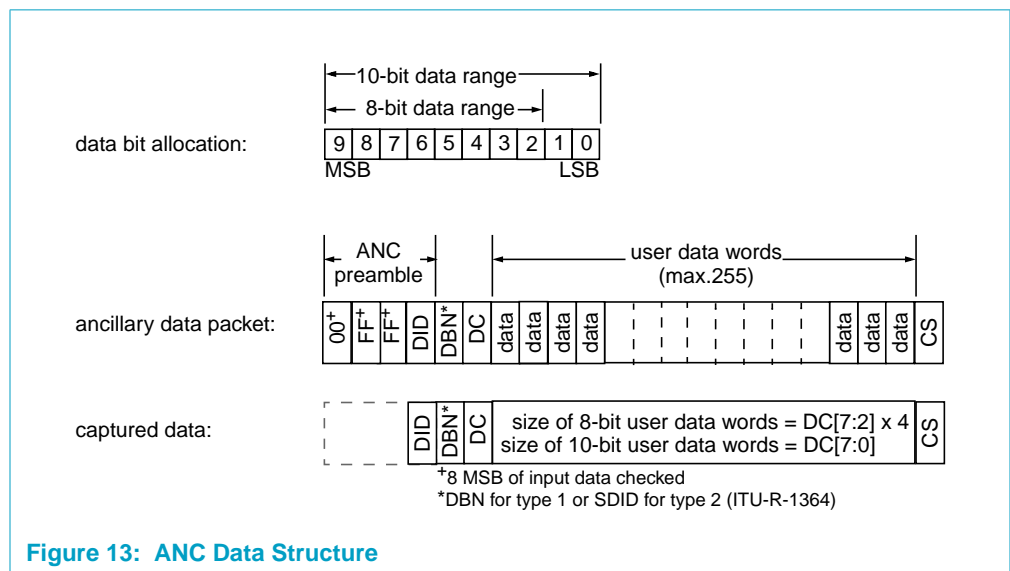 10-bit data range
8-bit data range
data bit allocation:
9 8 7 6 5 4 3 2 1 0
MSB LSB
ANC
preamble
user data words
(max.255)
ancillary data packet:
00+ FF+ FF+ DID DBN* DC data data data data data data data CS
captured data:
DID DBN* DC
size of 8-bit user data words = DC[7:2] x 4
size of 10-bit user data words = DC[7:0]
CS
+8 MSB of input data checked
*DBN for type 1 or SDID for type 2 (ITU-R-1364)
Figure 13: ANC Data Structure